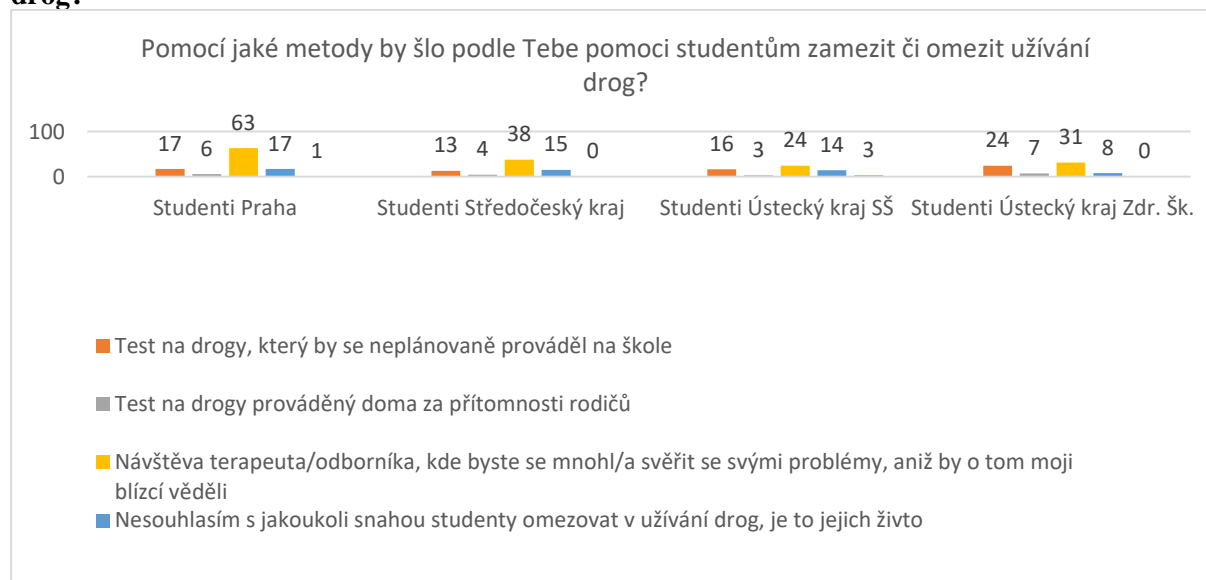 drog?
Pomocí jaké metody by šlo podle Tebe pomoci studentům zamezit či omezit užívání
drog?
100
0
17 6 63 17 1
13 4 38 15 0
16 3 24 14 3
24 7 31 8 0
Studenti Praha
Studenti Středočeský kraj
Studenti Ústecký kraj SŠ
Studenti Ústecký kraj Zdr. Šk.
Test na drogy, který by se neplánovaně prováděl na škole
Test na drogy prováděný doma za přítomnosti rodičů
Návštěva terapeuta/odborníka, kde byste se mnohl/a svěřit se svými problémy, aniž by o tom moji
blízcí věděli
Nesouhlasím s jakoukoli snahou studenty omezovat v užívání drog, je to jejich živto